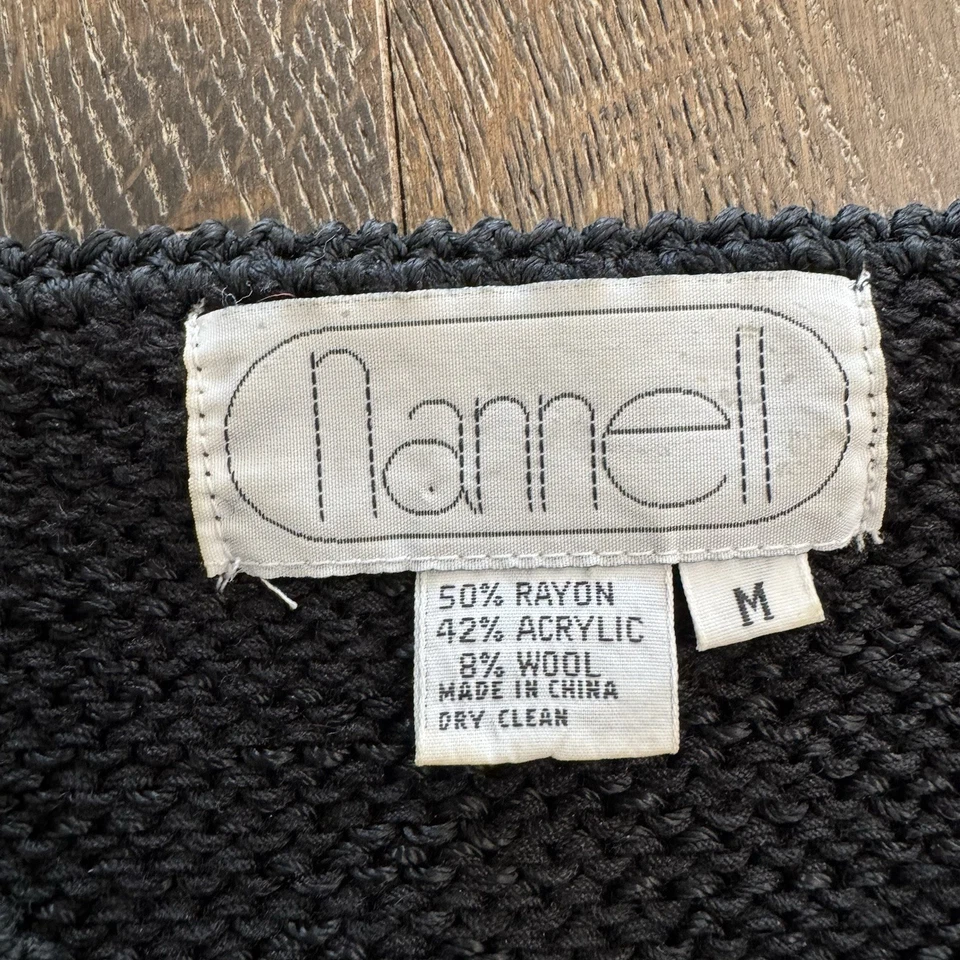 nannell
50% RAYON
42% ACRYLIC
8% WOOL
MADE IN CHINA
DRY CLEAN
M